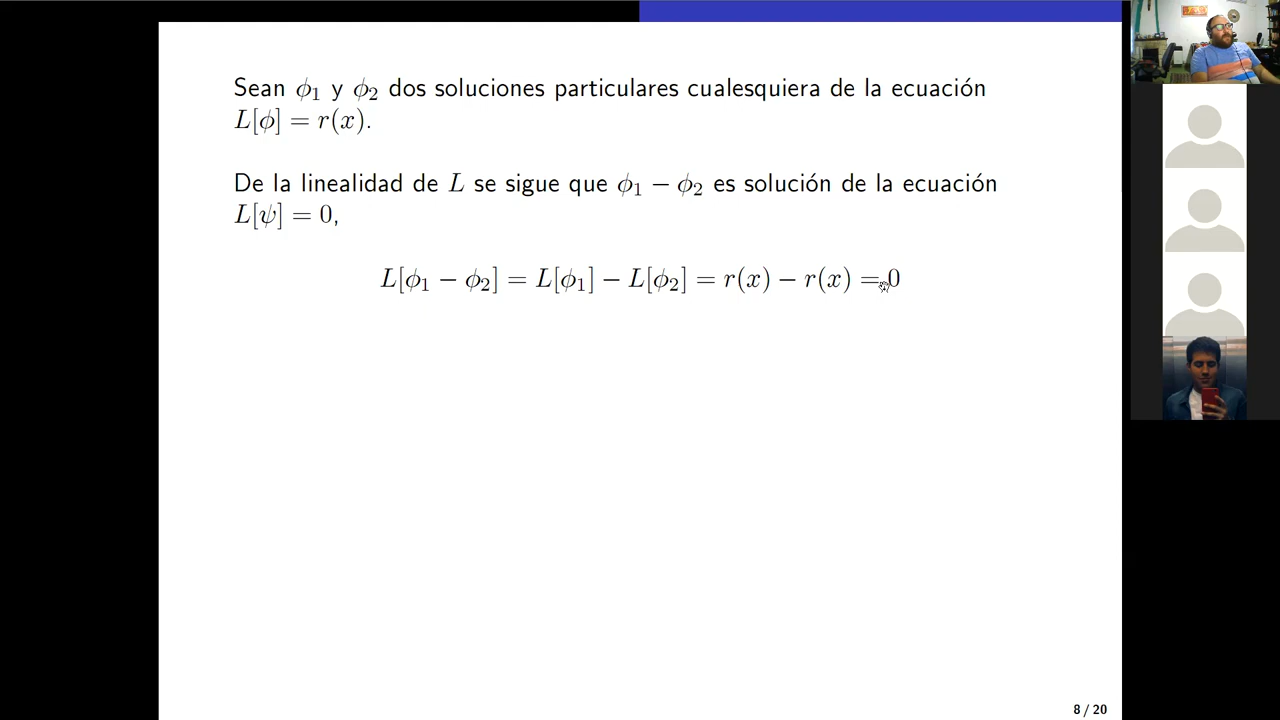 Sean ϕ₁ y ϕ₂ dos soluciones particulares cualesquiera de la ecuación
L[ϕ] = r(x).
De la linealidad de L se sigue que ϕ₁ − ϕ₂ es solución de la ecuación
L[ψ] = 0,
L[ϕ₁ − ϕ₂] = L[ϕ₁] − L[ϕ₂] = r(x) − r(x) = 0
8 / 20